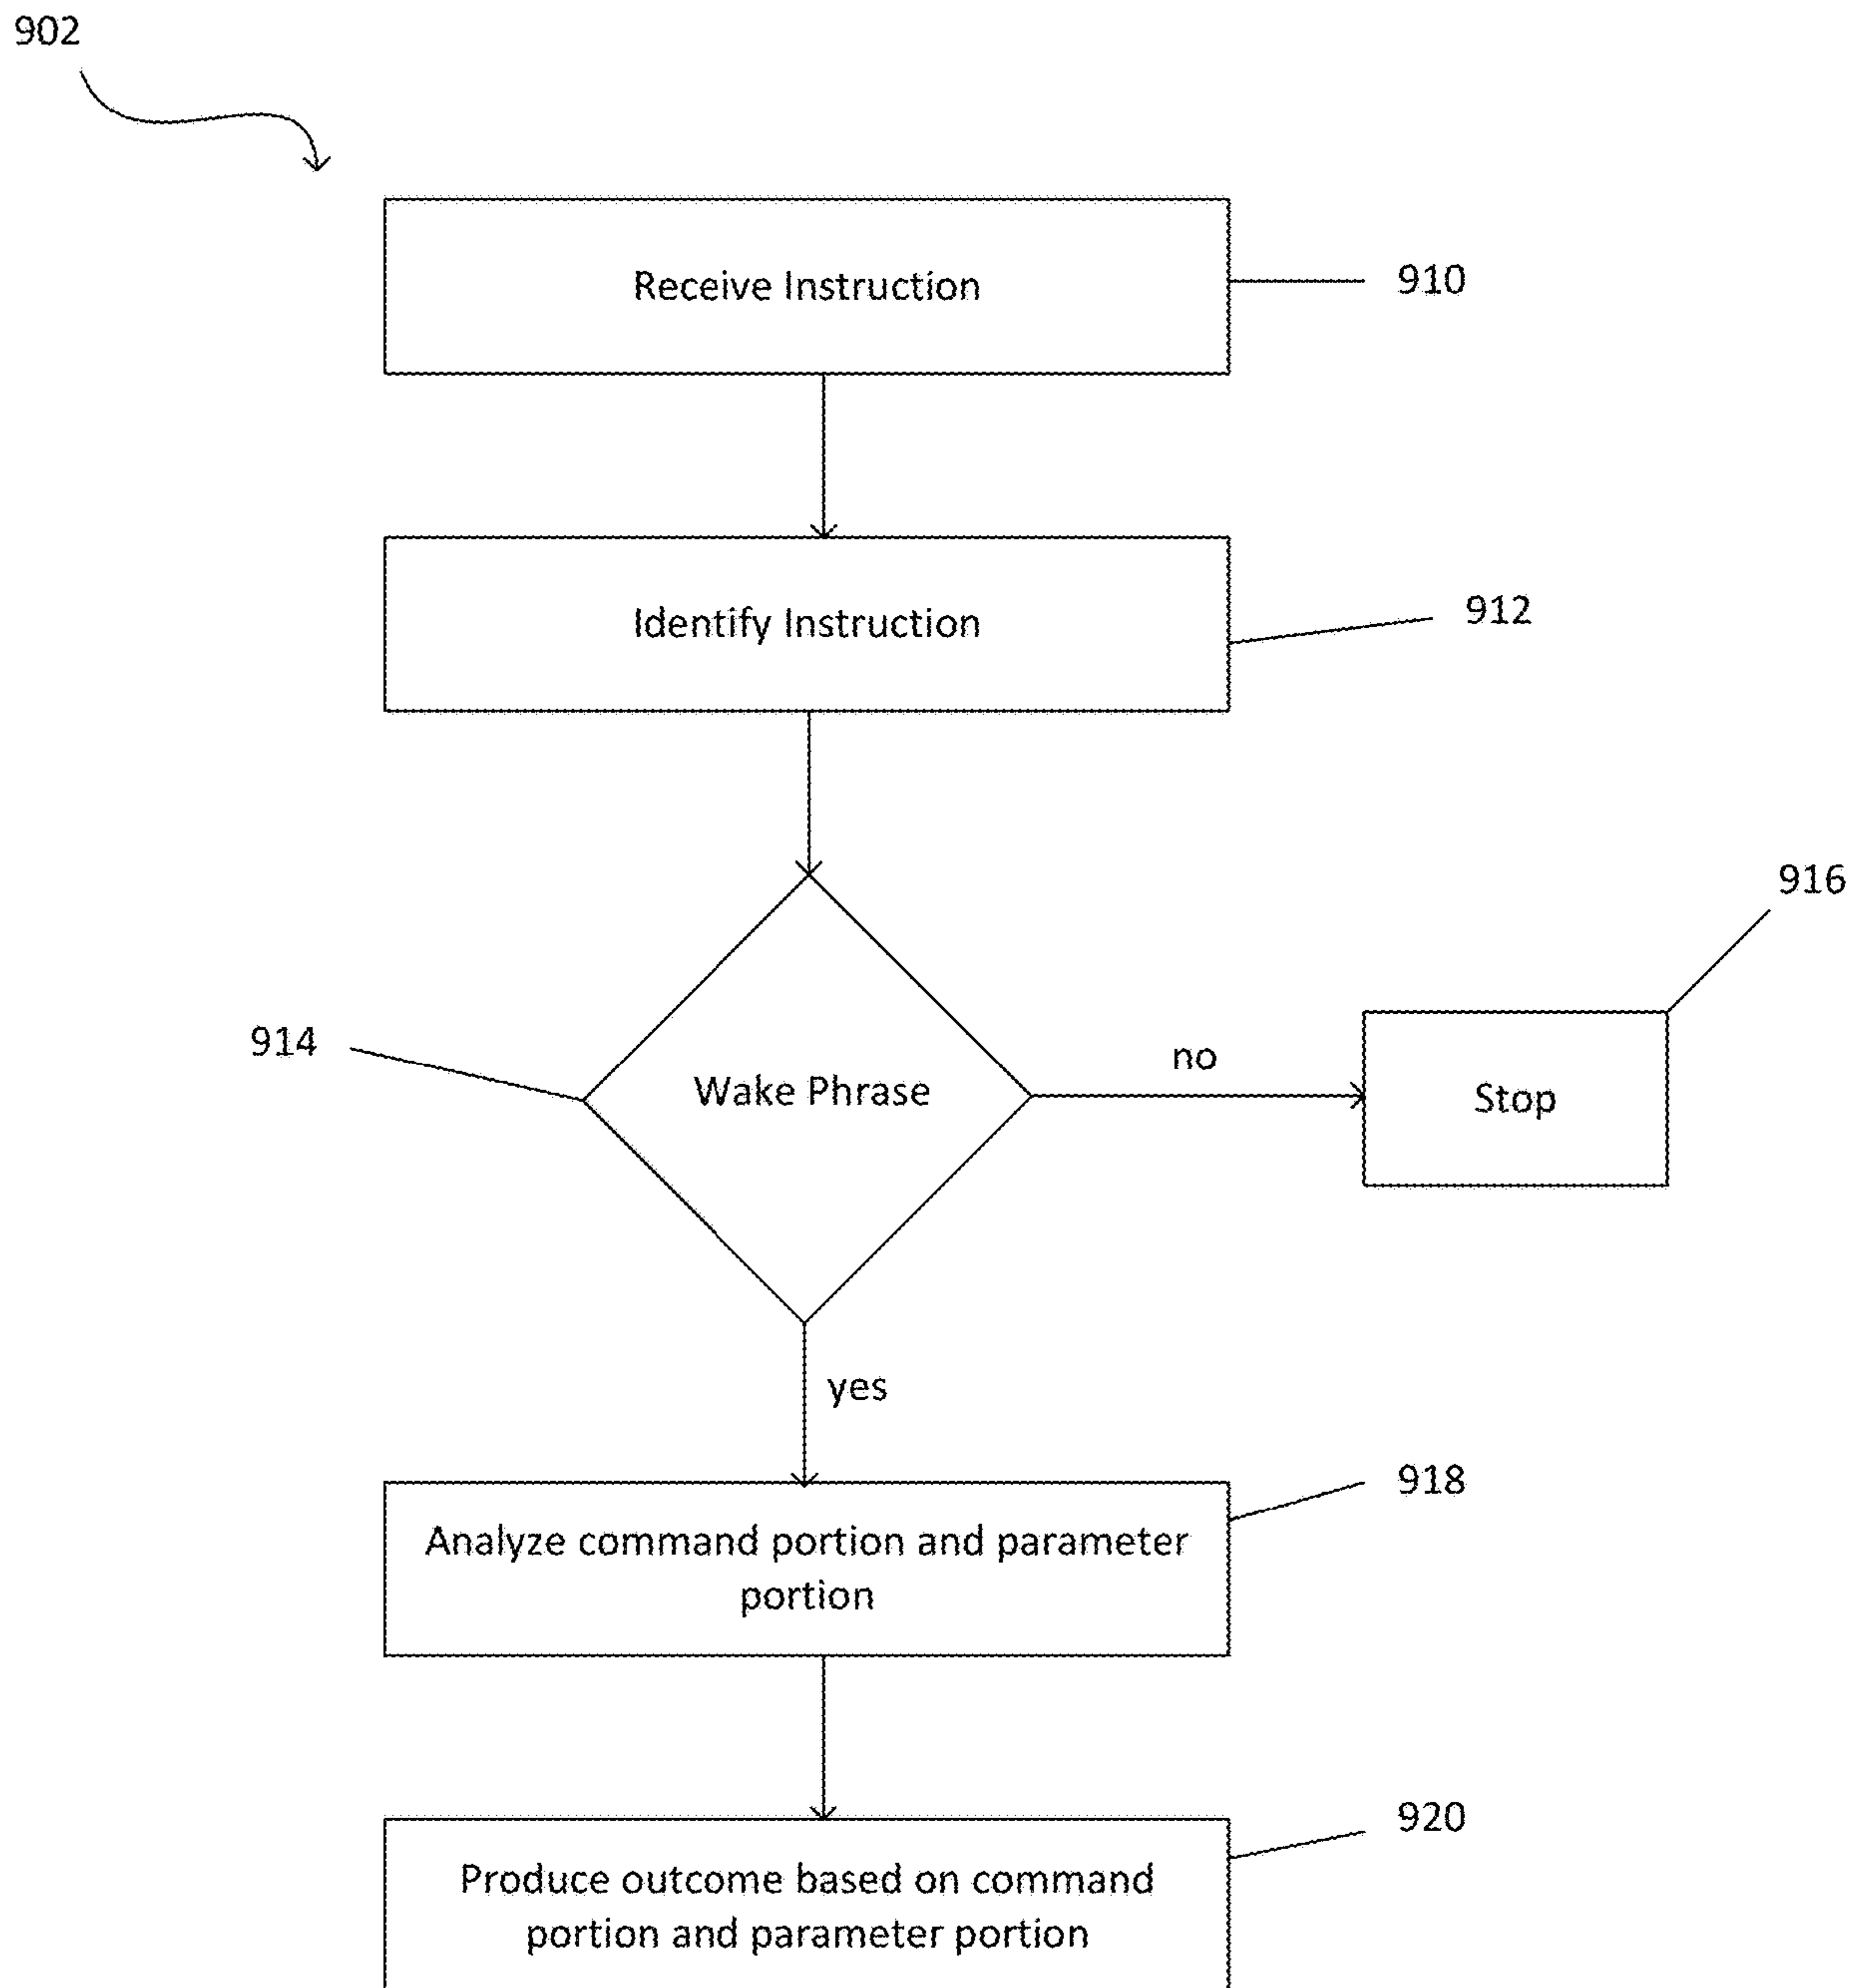 902
Receive Instruction
910
Identify Instruction
912
916
914
Wake Phrase
no
Stop
yes
918
Analyze command portion and parameter
portion
920
Produce outcome based on command
portion and parameter portion